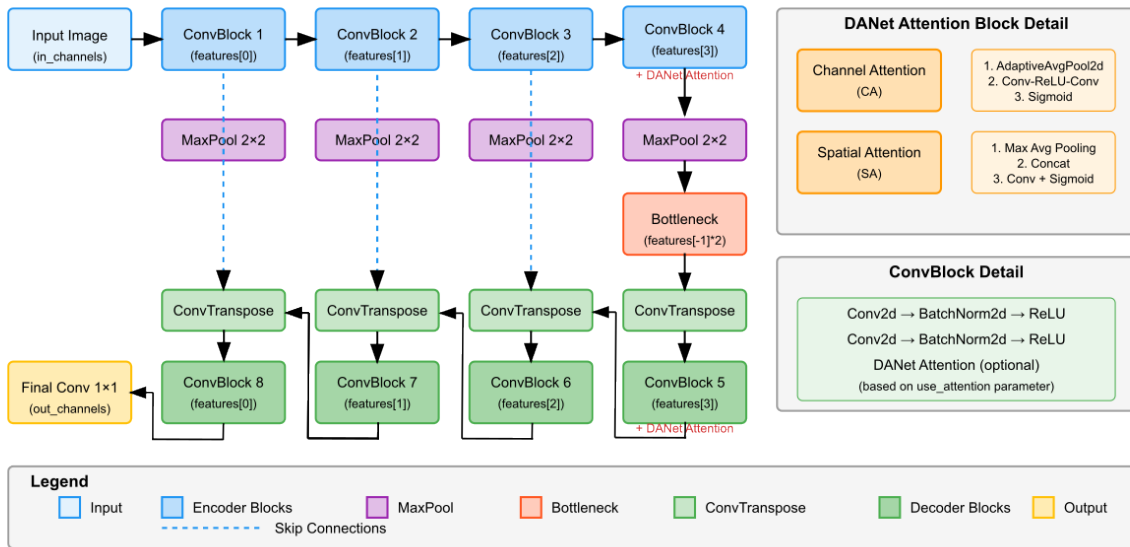 Input Image
(in_channels)
ConvBlock 1
(features[0])
ConvBlock 2
(features[1])
ConvBlock 3
(features[2])
ConvBlock 4
(features[3])
+ DANet Attention
MaxPool 2×2
MaxPool 2×2
MaxPool 2×2
MaxPool 2×2
Bottleneck
(features[-1]*2)
ConvTranspose
ConvTranspose
ConvTranspose
ConvTranspose
Final Conv 1×1
(out_channels)
ConvBlock 8
(features[0])
ConvBlock 7
(features[1])
ConvBlock 6
(features[2])
ConvBlock 5
(features[3])
+ DANet Attention
DANet Attention Block Detail
Channel Attention
(CA)
1. AdaptiveAvgPool2d
2. Conv-ReLU-Conv
3. Sigmoid
Spatial Attention
(SA)
1. Max Avg Pooling
2. Concat
3. Conv + Sigmoid
ConvBlock Detail
Conv2d → BatchNorm2d → ReLU
Conv2d → BatchNorm2d → ReLU
DANet Attention (optional)
(based on use_attention parameter)
Legend
Input
Encoder Blocks
MaxPool
Bottleneck
ConvTranspose
Decoder Blocks
Output
Skip Connections